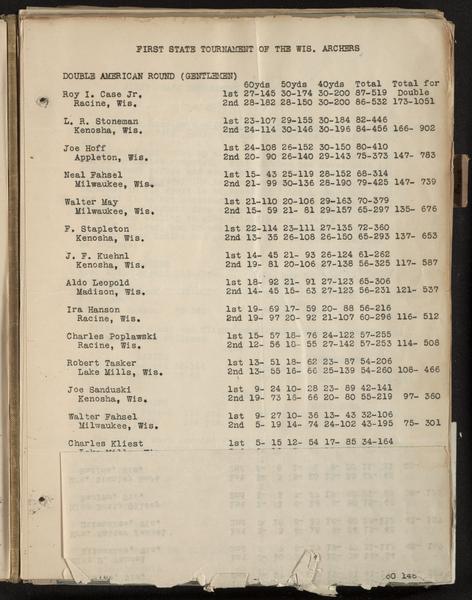 FIRST STATE TOURNAMENT OF THE WIS. ARCHERS
DOUBLE AMERICAN ROUND (GENTLEMEN)
60yds 50yds 40yds Total Total for
Roy I. Case Jr. 1st 27-145 30-174 30-200 87-519 Double
Racine, Wis. 2nd 28-182 28-150 30-200 86-532 173-1051
L. R. Stoneman 1st 23-107 29-155 30-184 82-446
Kenosha, Wis. 2nd 24-114 30-146 30-196 84-456 166- 902
Joe Hoff 1st 24-108 26-152 30-150 80-410
Appleton, Wis. 2nd 20- 90 26-140 29-143 75-373 147- 783
Neal Fahsel 1st 15- 43 25-119 28-152 68-314
Milwaukee, Wis. 2nd 21- 99 30-136 28-190 79-425 147- 739
Walter May 1st 21-110 20-106 29-163 70-379
Milwaukee, Wis. 2nd 15- 59 21- 81 29-157 65-297 135- 676
F. Stapleton 1st 22-114 23-111 27-135 72-360
Kenosha, Wis. 2nd 13- 35 26-108 26-150 65-293 137- 653
J. F. Kuehnl 1st 14- 45 21- 93 26-124 61-262
Kenosha, Wis. 2nd 19- 81 20-106 27-138 56-325 117- 587
Aldo Leopold 1st 18- 92 21- 91 27-123 65-306
Madison, Wis. 2nd 14- 45 15- 63 27-123 56-231 121- 537
Ira Hanson 1st 19- 69 17- 59 20- 88 56-216
Racine, Wis. 2nd 19- 97 20- 92 21-107 60-296 116- 512
Charles Poplawski 1st 15- 57 18- 76 24-122 57-255
Racine, Wis. 2nd 12- 56 18- 55 27-142 57-253 114- 508
Robert Tasker 1st 13- 51 18- 62 23- 87 54-206
Lake Mills, Wis. 2nd 13- 55 16- 66 25-139 54-260 108- 466
Joe Sanduski 1st 9- 24 10- 28 23- 89 42-141
Kenosha, Wis. 2nd 19- 73 16- 66 20- 80 55-219 97- 360
Walter Fahsel 1st 9- 27 10- 36 13- 43 32-106
Milwaukee, Wis. 2nd 5- 19 14- 74 24-102 43-195 75- 301
Charles Kliest 1st 5- 15 12- 54 17- 85 34-164